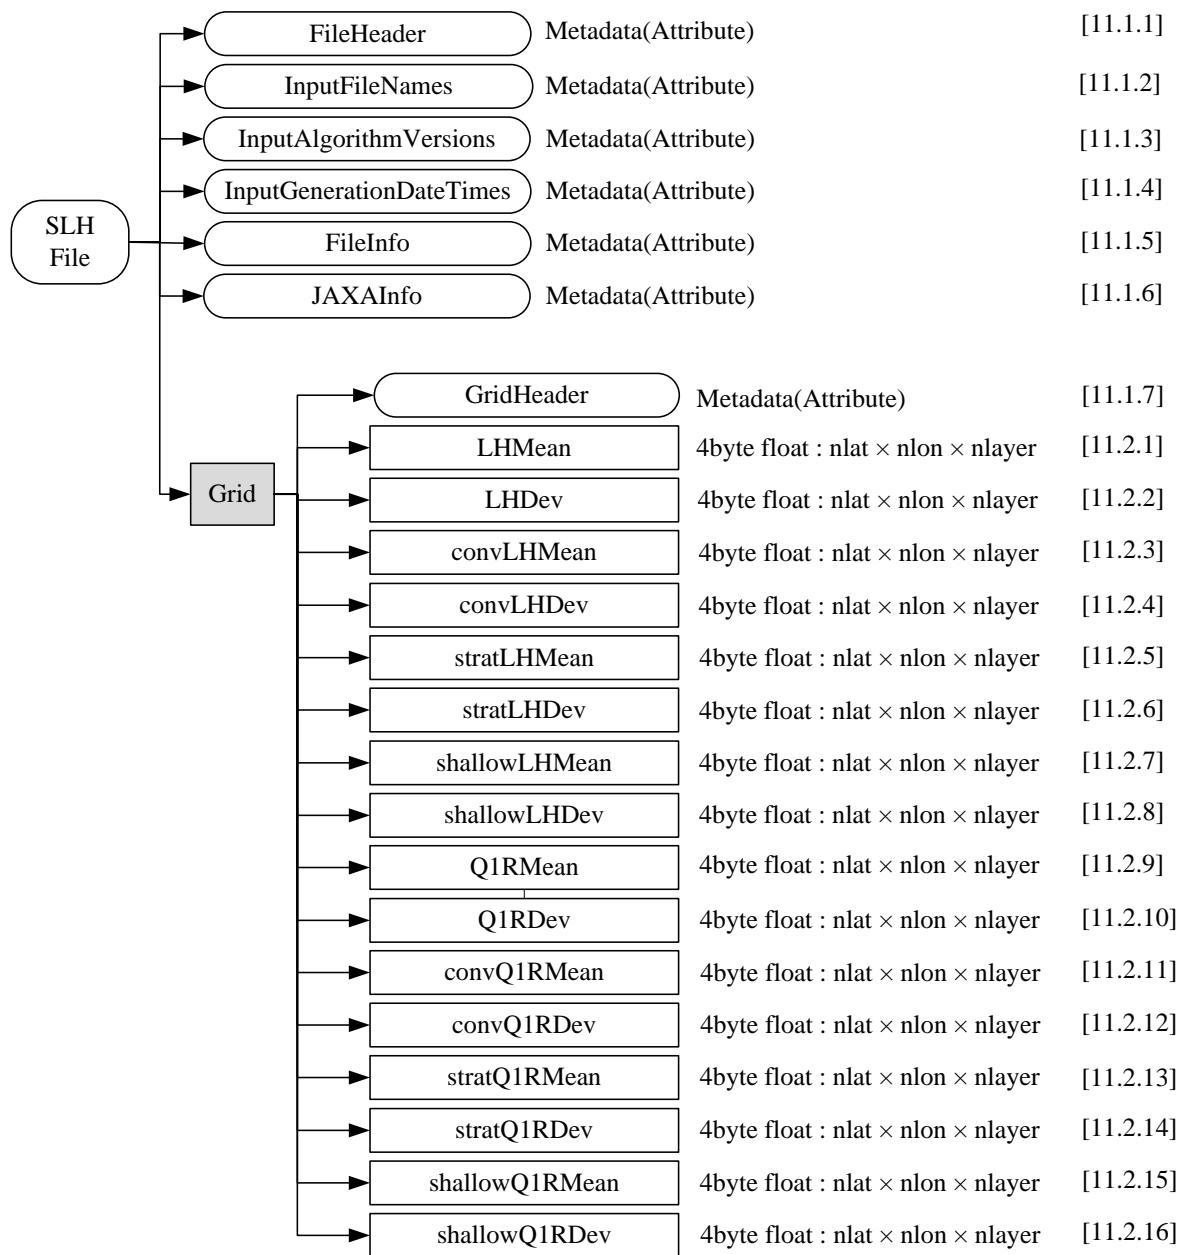 FileHeader Metadata(Attribute) [11.1.1]
InputFileNames Metadata(Attribute) [11.1.2]
InputAlgorithmVersions Metadata(Attribute) [11.1.3]
InputGenerationDateTimes Metadata(Attribute) [11.1.4]
SLH
File
FileInfo Metadata(Attribute) [11.1.5]
JAXAInfo Metadata(Attribute) [11.1.6]
GridHeader Metadata(Attribute) [11.1.7]
LHMean 4byte float : nlat × nlon × nlayer [11.2.1]
Grid
LHDev 4byte float : nlat × nlon × nlayer [11.2.2]
convLHMean 4byte float : nlat × nlon × nlayer [11.2.3]
convLHDev 4byte float : nlat × nlon × nlayer [11.2.4]
stratLHMean 4byte float : nlat × nlon × nlayer [11.2.5]
stratLHDev 4byte float : nlat × nlon × nlayer [11.2.6]
shallowLHMean 4byte float : nlat × nlon × nlayer [11.2.7]
shallowLHDev 4byte float : nlat × nlon × nlayer [11.2.8]
Q1RMean 4byte float : nlat × nlon × nlayer [11.2.9]
Q1RDev 4byte float : nlat × nlon × nlayer [11.2.10]
convQ1RMean 4byte float : nlat × nlon × nlayer [11.2.11]
convQ1RDev 4byte float : nlat × nlon × nlayer [11.2.12]
stratQ1RMean 4byte float : nlat × nlon × nlayer [11.2.13]
stratQ1RDev 4byte float : nlat × nlon × nlayer [11.2.14]
shallowQ1RMean 4byte float : nlat × nlon × nlayer [11.2.15]
shallowQ1RDev 4byte float : nlat × nlon × nlayer [11.2.16]